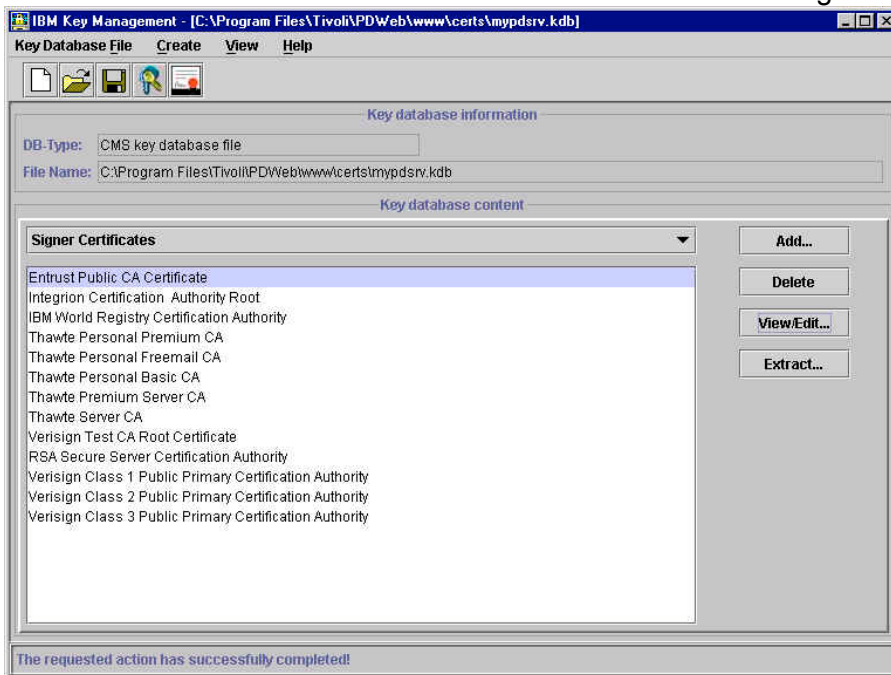 IBM Key Management - [C:\Program Files\Tivoli\PDWeb\www\certs\mypdsrv.kdb]
Key Database File Create View Help
Key database information
DB-Type: CMS key database file
File Name: C:\Program Files\Tivoli\PDWeb\www\certs\mypdsrv.kdb
Key database content
Signer Certificates
Add...
Entrust Public CA Certificate
Delete
Integrion Certification Authority Root
IBM World Registry Certification Authority
View/Edit...
Thawte Personal Premium CA
Thawte Personal Freemail CA
Extract...
Thawte Personal Basic CA
Thawte Premium Server CA
Thawte Server CA
Verisign Test CA Root Certificate
RSA Secure Server Certification Authority
Verisign Class 1 Public Primary Certification Authority
Verisign Class 2 Public Primary Certification Authority
Verisign Class 3 Public Primary Certification Authority
The requested action has successfully completed!